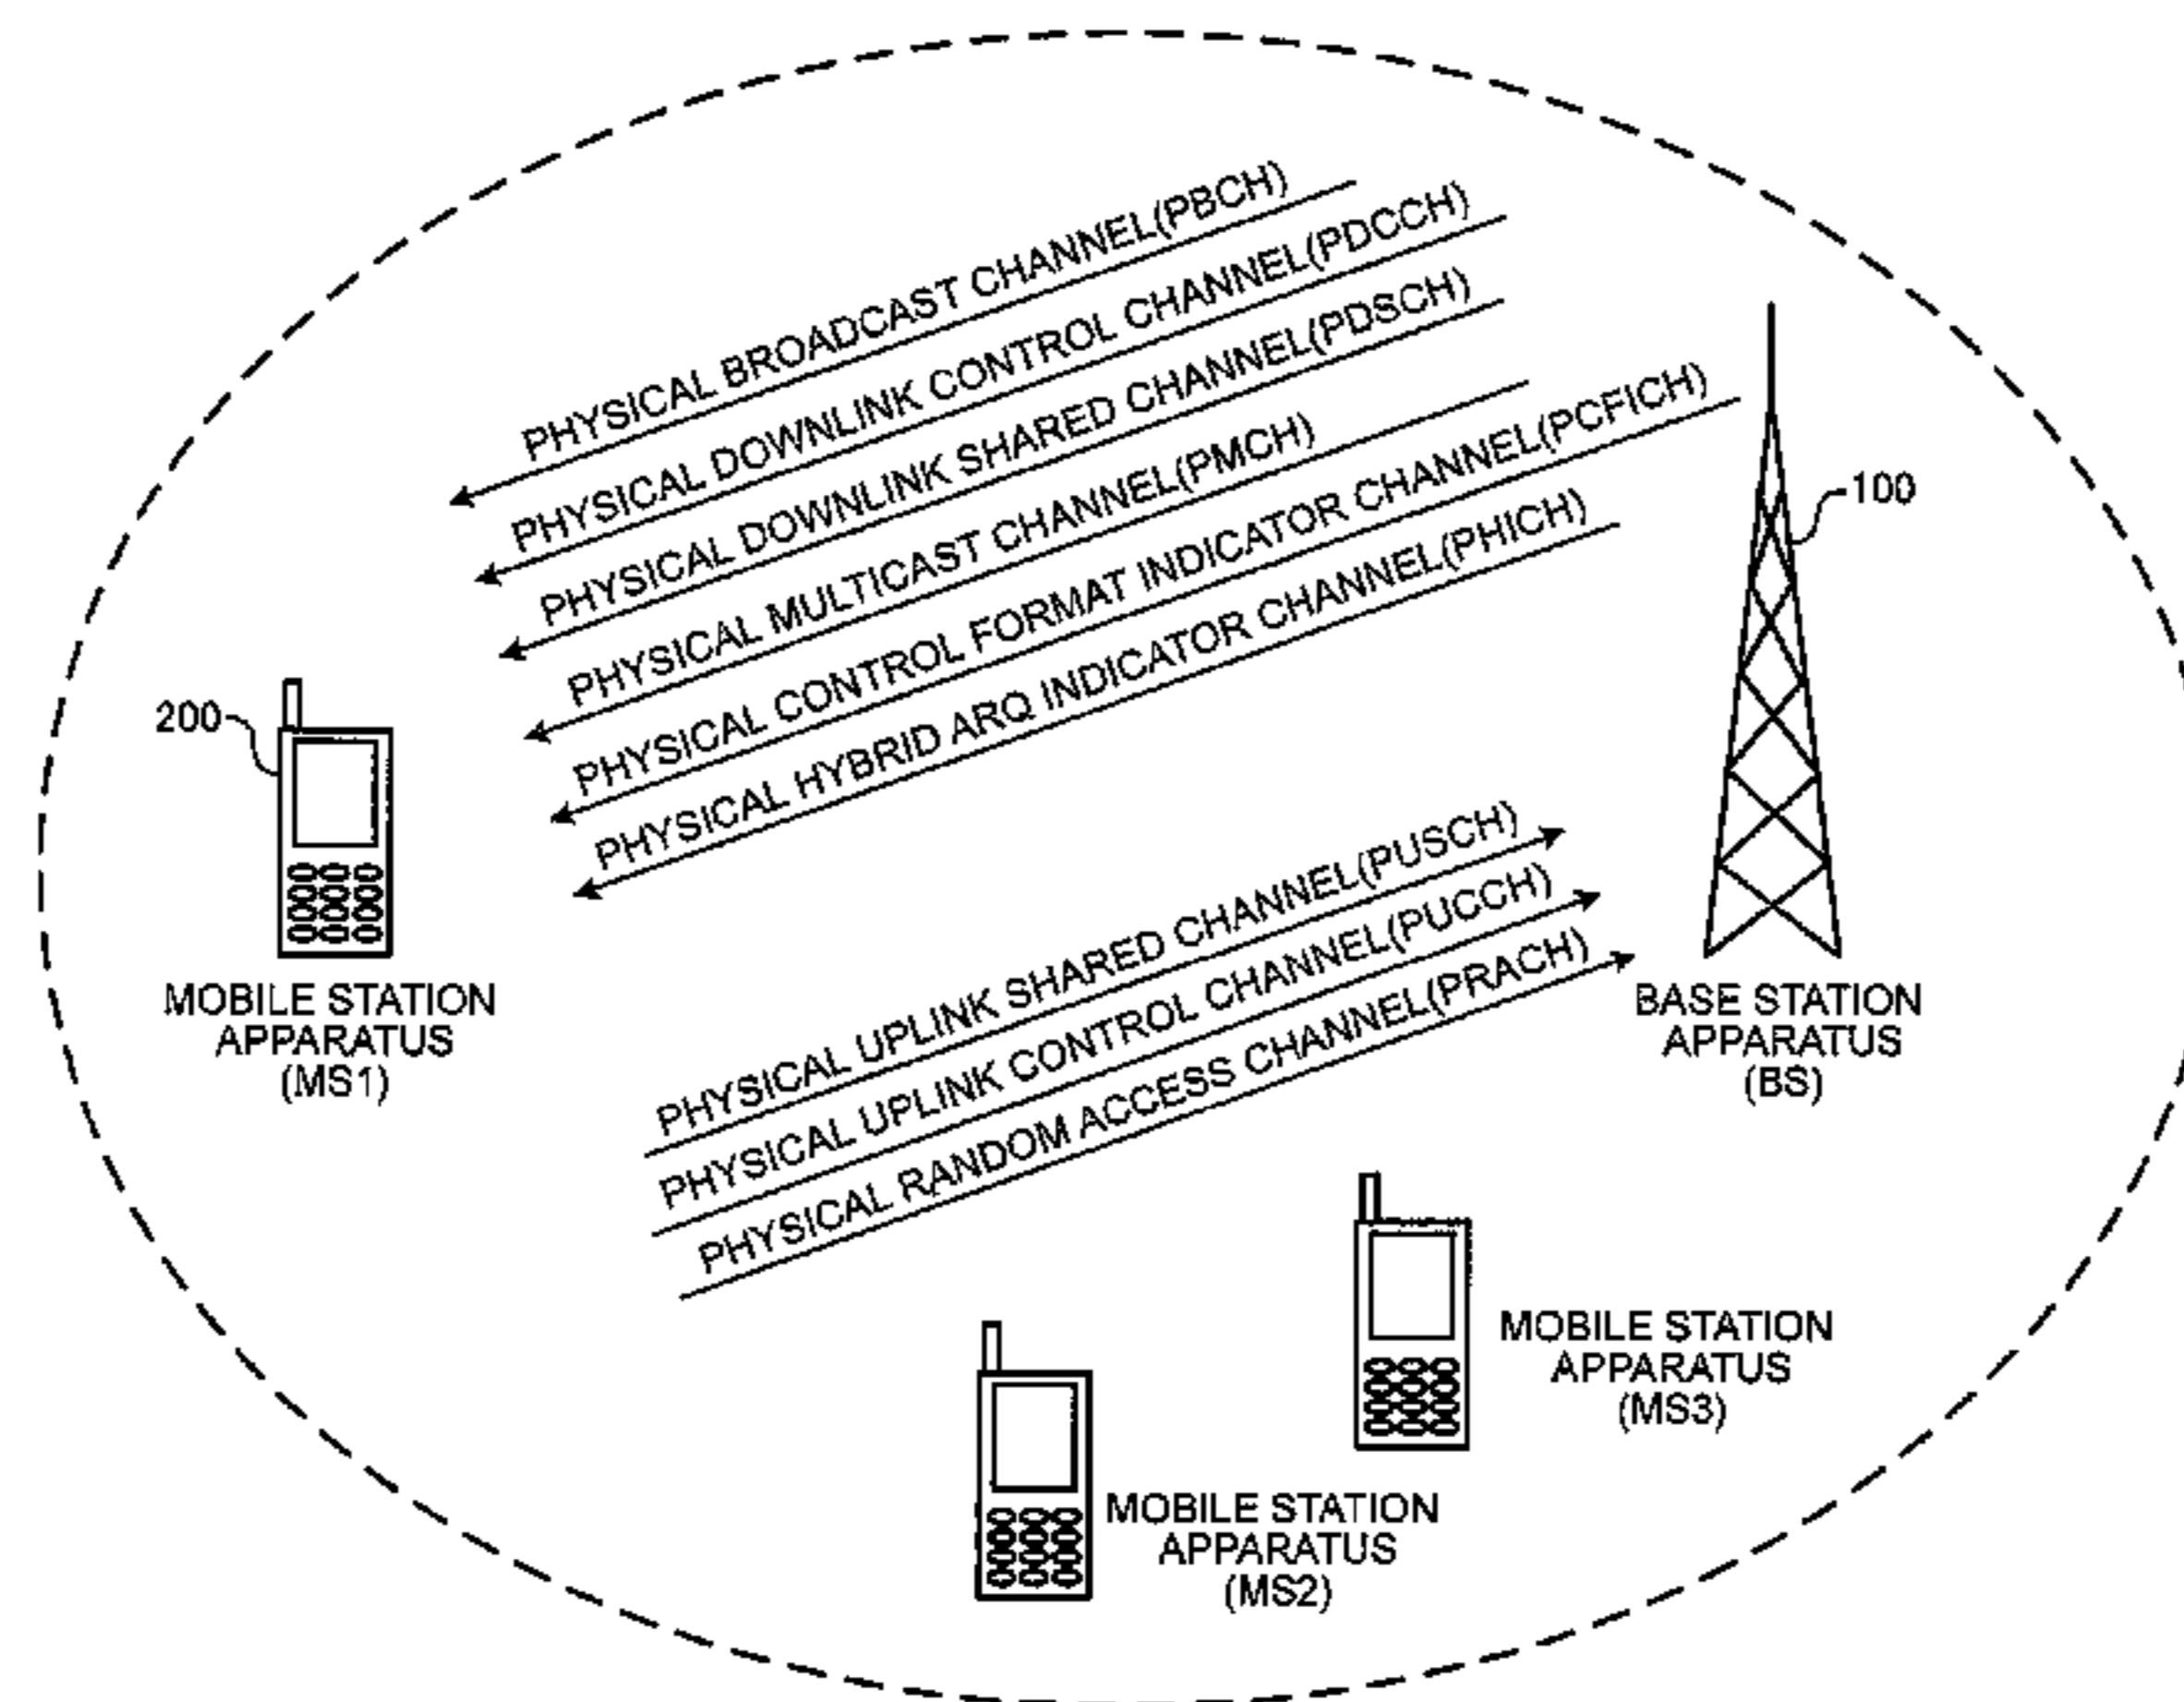 PHYSICAL BROADCAST CHANNEL(PBCH)
PHYSICAL DOWNLINK CONTROL CHANNEL(PDCCH)
PHYSICAL DOWNLINK SHARED CHANNEL(PDSCH)
PHYSICAL MULTICAST CHANNEL(PMCH)
PHYSICAL CONTROL FORMAT INDICATOR CHANNEL(PCFICH)
PHYSICAL HYBRID ARQ INDICATOR CHANNEL(PHICH)
100
200
PHYSICAL UPLINK SHARED CHANNEL(PUSCH)
PHYSICAL UPLINK CONTROL CHANNEL(PUCCH)
PHYSICAL RANDOM ACCESS CHANNEL(PRACH)
MOBILE STATION
APPARATUS
(MS1)
BASE STATION
APPARATUS
(BS)
MOBILE STATION
APPARATUS
(MS3)
MOBILE STATION
APPARATUS
(MS2)